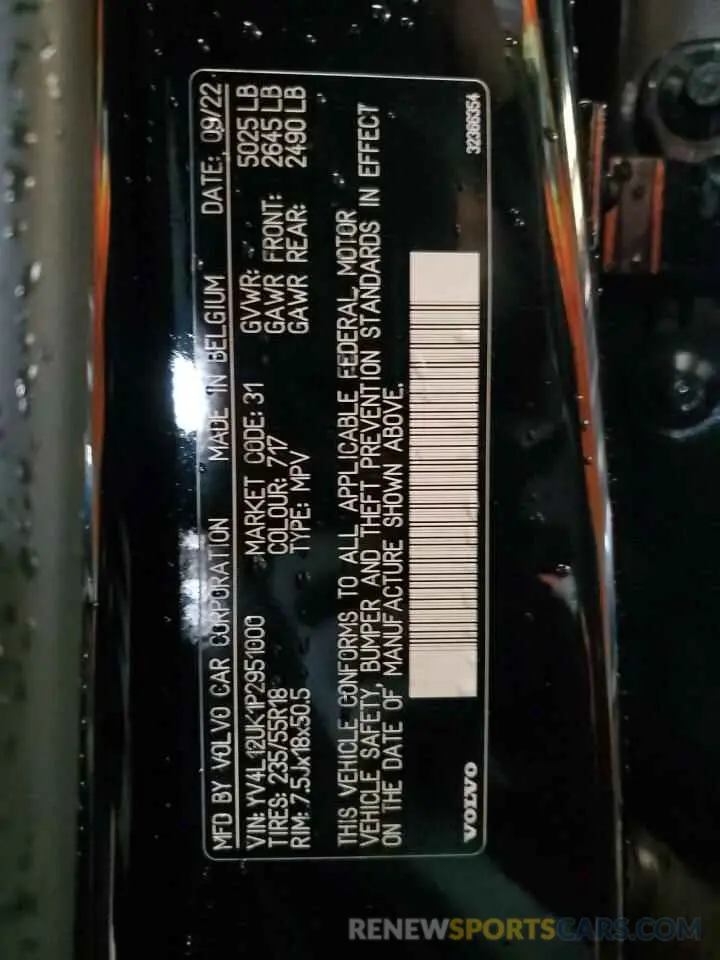 MFD BY VOLVO CAR CORPORATION MADE IN BELGIUM DATE: 09/22
VIN: YV4L12UK1P2951000 MARKET CODE: 31 GVWR: 5025 LB
TIRES: 235/55R18 COLOUR: 717 GAWR FRONT: 2645 LB
RIM: 7.5Jx18x50.5 TYPE: MPV GAWR REAR: 2490 LB
THIS VEHICLE CONFORMS TO ALL APPLICABLE FEDERAL MOTOR
VEHICLE SAFETY, BUMPER AND THEFT PREVENTION STANDARDS IN EFFECT
ON THE DATE OF MANUFACTURE SHOWN ABOVE.
VOLVO 32366354
RENEWSPORTSCARS.COM